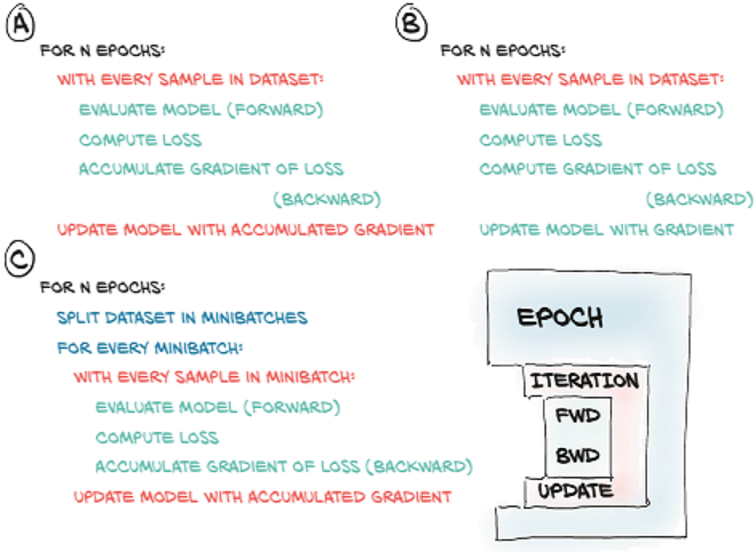 A
FOR N EPOCHS:
WITH EVERY SAMPLE IN DATASET:
EVALUATE MODEL (FORWARD)
COMPUTE LOSS
ACCUMULATE GRADIENT OF LOSS
(BACKWARD)
UPDATE MODEL WITH ACCUMULATED GRADIENT
B
FOR N EPOCHS:
WITH EVERY SAMPLE IN DATASET:
EVALUATE MODEL (FORWARD)
COMPUTE LOSS
COMPUTE GRADIENT OF LOSS
(BACKWARD)
UPDATE MODEL WITH GRADIENT
C
FOR N EPOCHS:
SPLIT DATASET IN MINIBATCHES
FOR EVERY MINIBATCH:
WITH EVERY SAMPLE IN MINIBATCH:
EVALUATE MODEL (FORWARD)
COMPUTE LOSS
ACCUMULATE GRADIENT OF LOSS (BACKWARD)
UPDATE MODEL WITH ACCUMULATED GRADIENT
EPOCH
ITERATION
FWD
BWD
UPDATE